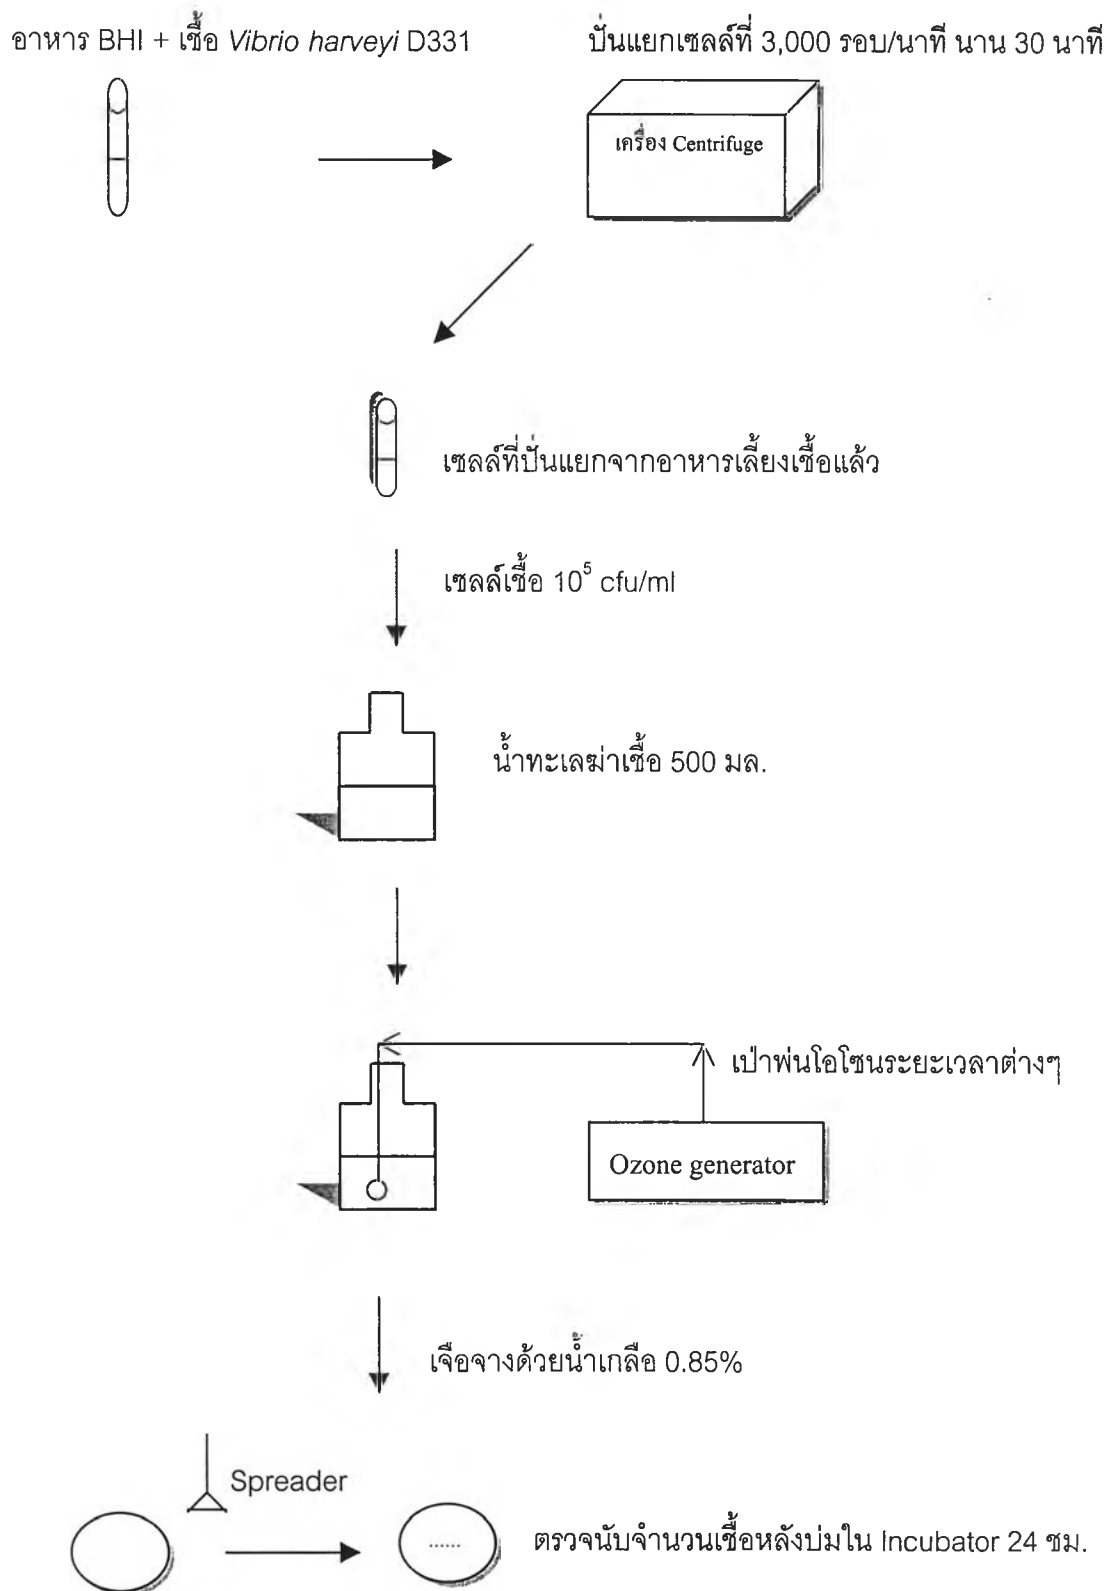 อาหาร BHI + เชื้อ Vibrio harveyi D331
ปั่นแยกเซลล์ที่ 3,000 รอบ/นาที นาน 30 นาที
เครื่อง Centrifuge
เซลล์ที่ปั่นแยกจากอาหารเลี้ยงเชื้อแล้ว
เซลล์เชื้อ 10⁵ cfu/ml
น้ำทะเลฆ่าเชื้อ 500 มล.
เป่าพ่นโอโซนระยะเวลาต่างๆ
Ozone generator
เจือจางด้วยน้ำเกลือ 0.85%
Spreader
ตรวจนับจำนวนเชื้อหลังบ่มใน Incubator 24 ชม.